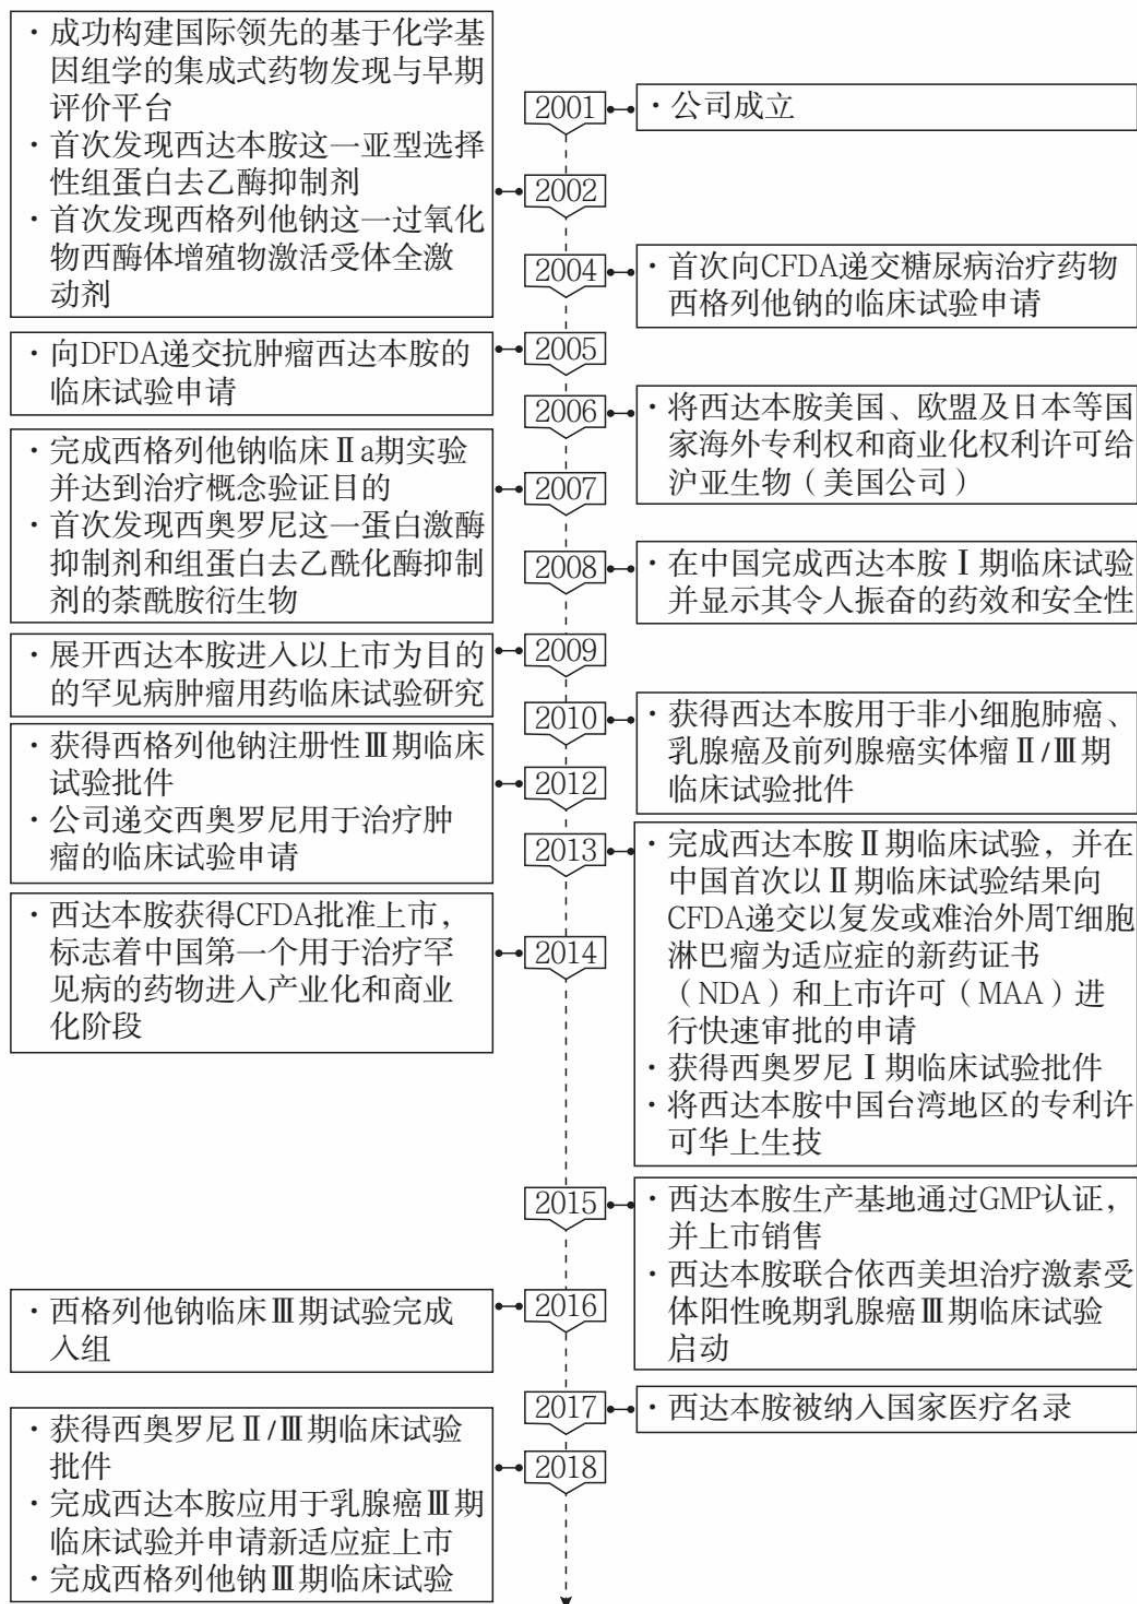 2001
·公司成立
·成功构建国际领先的基于化学基
因组学的集成式药物发现与早期
评价平台
·首次发现西达本胺这一亚型选择
性组蛋白去乙酶抑制剂
·首次发现西格列他钠这一过氧化
物西酶体增殖物激活受体全激
动剂
2002
2004
·首次向CFDA递交糖尿病治疗药物
西格列他钠的临床试验申请
·向DFDA递交抗肿瘤西达本胺的
临床试验申请
2005
2006
·将西达本胺美国、欧盟及日本等国
家海外专利权和商业化权利许可给
沪亚生物（美国公司）
·完成西格列他钠临床Ⅱa期实验
并达到治疗概念验证目的
·首次发现西奥罗尼这一蛋白激酶
抑制剂和组蛋白去乙酰化酶抑制
剂的萘酰胺衍生物
2007
2008
·在中国完成西达本胺Ⅰ期临床试验
并显示其令人振奋的药效和安全性
·展开西达本胺进入以上市为目的
的罕见病肿瘤用药临床试验研究
2009
2010
·获得西达本胺用于非小细胞肺癌、
乳腺癌及前列腺癌实体瘤Ⅱ/Ⅲ期
临床试验批件
·获得西格列他钠注册性Ⅲ期临床
试验批件
·公司递交西奥罗尼用于治疗肿
瘤的临床试验申请
2012
2013
·完成西达本胺Ⅱ期临床试验，并在
中国首次以Ⅱ期临床试验结果向
CFDA递交以复发或难治外周T细胞
淋巴瘤为适应症的新药证书
（NDA）和上市许可（MAA）进
行快速审批的申请
·获得西奥罗尼Ⅰ期临床试验批件
·将西达本胺中国台湾地区的专利许
可华上生技
·西达本胺获得CFDA批准上市，
标志着中国第一个用于治疗罕
见病的药物进入产业化和商业
化阶段
2014
2015
·西达本胺生产基地通过GMP认证，
并上市销售
·西达本胺联合依西美坦治疗激素受
体阳性晚期乳腺癌Ⅲ期临床试验
启动
·西格列他钠临床Ⅲ期试验完成
入组
2016
2017
·西达本胺被纳入国家医疗名录
·获得西奥罗尼Ⅱ/Ⅲ期临床试验
批件
·完成西达本胺应用于乳腺癌Ⅲ期
临床试验并申请新适应症上市
·完成西格列他钠Ⅲ期临床试验
2018